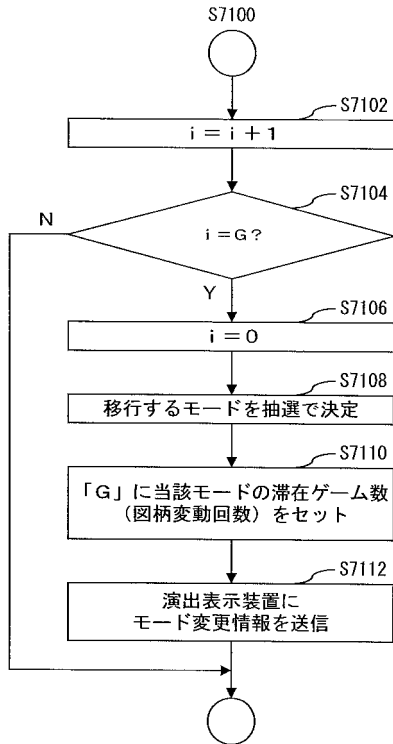 S7100
S7102
i=i+1
S7104
i=G?
N
Y
S7106
i=0
S7108
移行するモードを抽選で決定
S7110
「G」に当該モードの滞在ゲーム数
(図柄変動回数)をセット
S7112
演出表示装置に
モード変更情報を送信